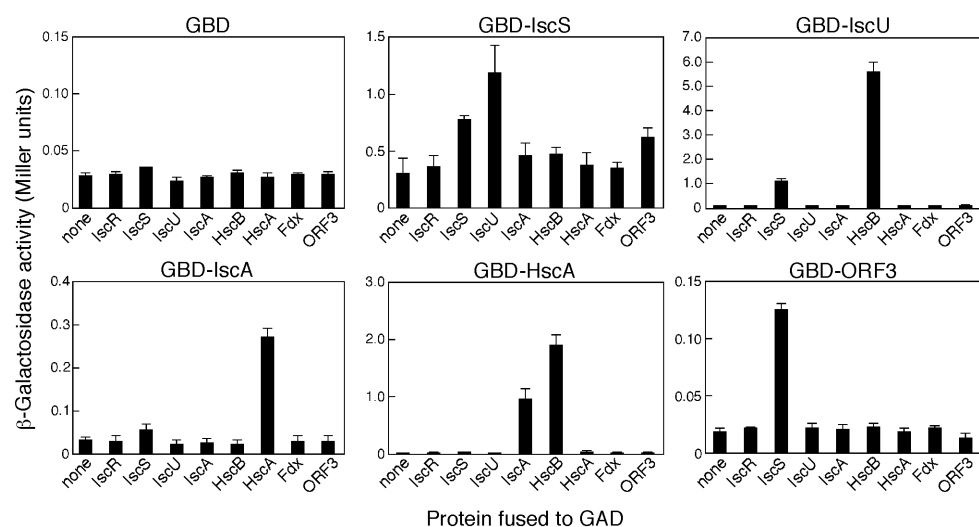 GBD
GBD-IscS
GBD-IscU
β-Galactosidase activity (Miller units)
0.15
0.10
0.05
0
none IscR IscS IscU IscA HscB HscA Fdx ORF3
1.5
1.0
0.5
0
none IscR IscS IscU IscA HscB HscA Fdx ORF3
7.0
6.0
5.0
4.0
3.0
2.0
1.0
0
none IscR IscS IscU IscA HscB HscA Fdx ORF3
GBD-IscA
GBD-HscA
GBD-ORF3
0.4
0.3
0.2
0.1
0
none IscR IscS IscU IscA HscB HscA Fdx ORF3
3.0
2.0
1.0
0
none IscR IscS IscU IscA HscB HscA Fdx ORF3
0.15
0.10
0.05
0
none IscR IscS IscU IscA HscB HscA Fdx ORF3
Protein fused to GAD